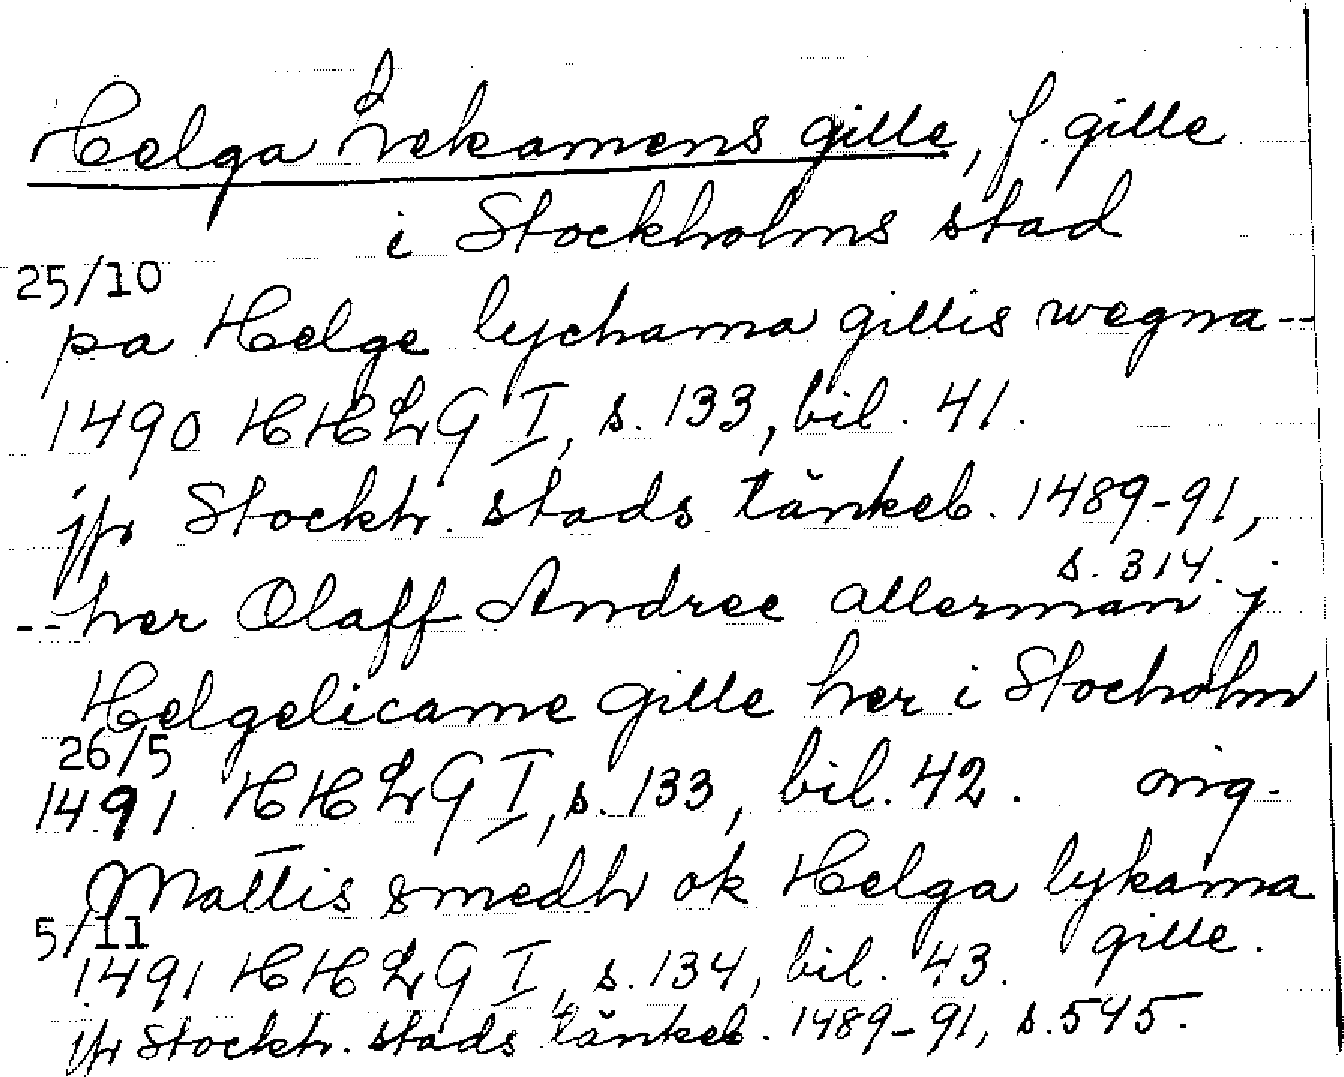 Helga Lekamens gille, f. gille
i Stockholms stad
25/10
pa Helge lychama gillis wegna--
1490 HHLG I, s. 133, bil. 41.
jfr Stockh. stads tänkeb. 1489-91,
s. 314.
--her Olaff Andree allerman j
Helgelicame gille her i Stocholm
26/5
1491 HHLG I, s. 133, bil. 42. orig.
Mattis smedh ok Helga lykama
gille.
5/11
1491 HHLG I, s. 134, bil. 43.
jfr Stockh. stads tänkeb. 1489-91, s. 545.